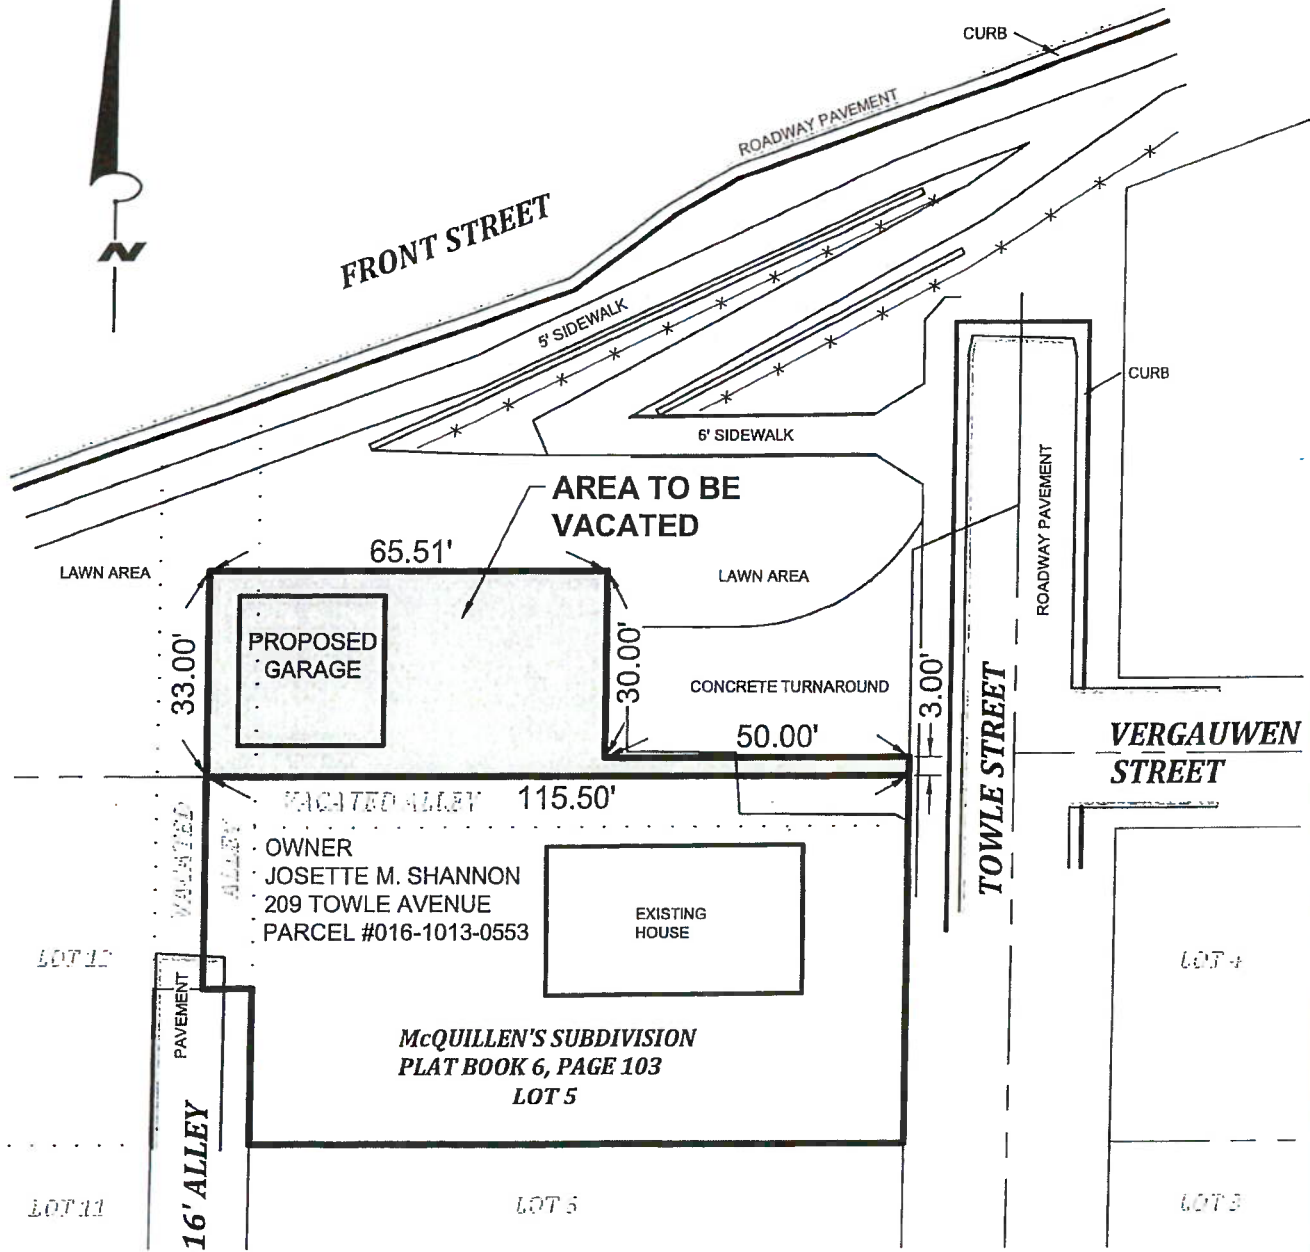 CURB
ROADWAY PAVEMENT
FRONT STREET
N
5' SIDEWALK
CURB
6' SIDEWALK
ROADWAY PAVEMENT
AREA TO BE
VACATED
65.51'
LAWN AREA
LAWN AREA
PROPOSED
GARAGE
33.00'
30.00'
CONCRETE TURNAROUND
3.00'
50.00'
TOWLE STREET
VERGAUWEN
STREET
VACATED ALLEY
115.50'
VACATED
ALLEY
OWNER
JOSETTE M. SHANNON
209 TOWLE AVENUE
PARCEL #016-1013-0553
EXISTING
HOUSE
LOT 12
LOT 4
PAVEMENT
McQUILLEN'S SUBDIVISION
PLAT BOOK 6, PAGE 103
LOT 5
16' ALLEY
LOT 11
LOT 6
LOT 3